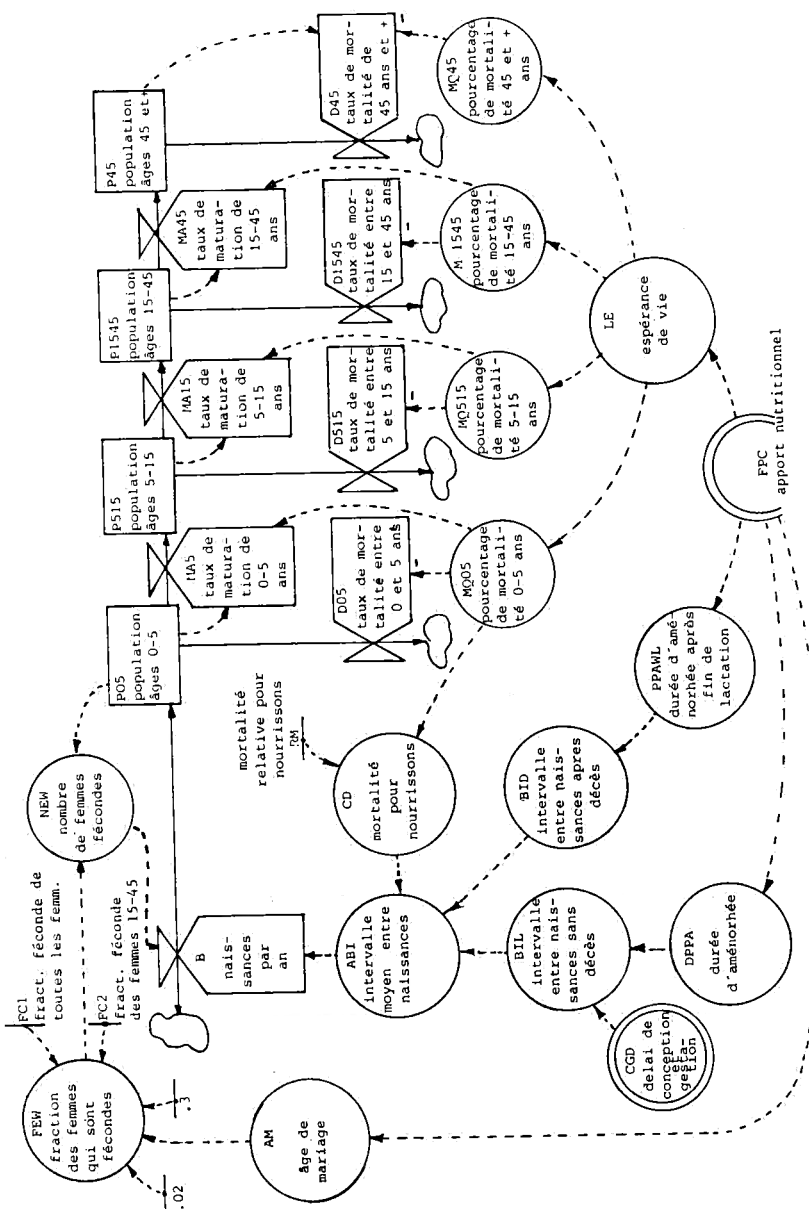 FC1
fract. féconde de
toutes les femm.
FC2
fract. féconde
des femmes 15-45
FEW
fraction
des femmes
qui sont
fécondes
.02
.3
AM
âge de
mariage
NEW
nombre
de femmes
fécondes
B
nais-
sances
par
an
ABI
intervalle
moyen entre
naissances
BIL
intervalle
entre nais-
sances sans
décès
CGD
delai de
conception
et
gesta-
tion
DPPA
durée
d'aménorhée
mortalité
relative pour
nourrissons
RM
CD
mortalité
pour
nourrissons
BID
intervalle
entre nais-
sances apres
décès
PPAWL
durée d'amé-
norhée après
fin de
lactation
P05
population
âges 0-5
MA5
taux de
matura-
tion de
0-5
ans
D05
taux de mor-
talité entre
0 et 5 ans
MQ05
pourcentage
de mortali-
té 0-5 ans
P515
population
âges 5-15
MA15
taux de
matura-
tion de
5-15
ans
D515
taux de mor-
talité entre
5 et 15 ans
MQ515
pourcentage
de mortali-
té 5-15
ans
P1545
population
âges 15-45
MA45
taux de
matura-
tion de
15-45
ans
D1545
taux de mor-
talité entre
15 et 45 ans
M 1545
pourcentage
de mortali-
té 15-45
ans
P45
population
âges 45 et+
D45
taux de mor-
talité de
45 ans et +
MQ45
pourcentage
de mortali-
té 45 et +
ans
LE
espérance
de vie
FPC
apport nutritionnel